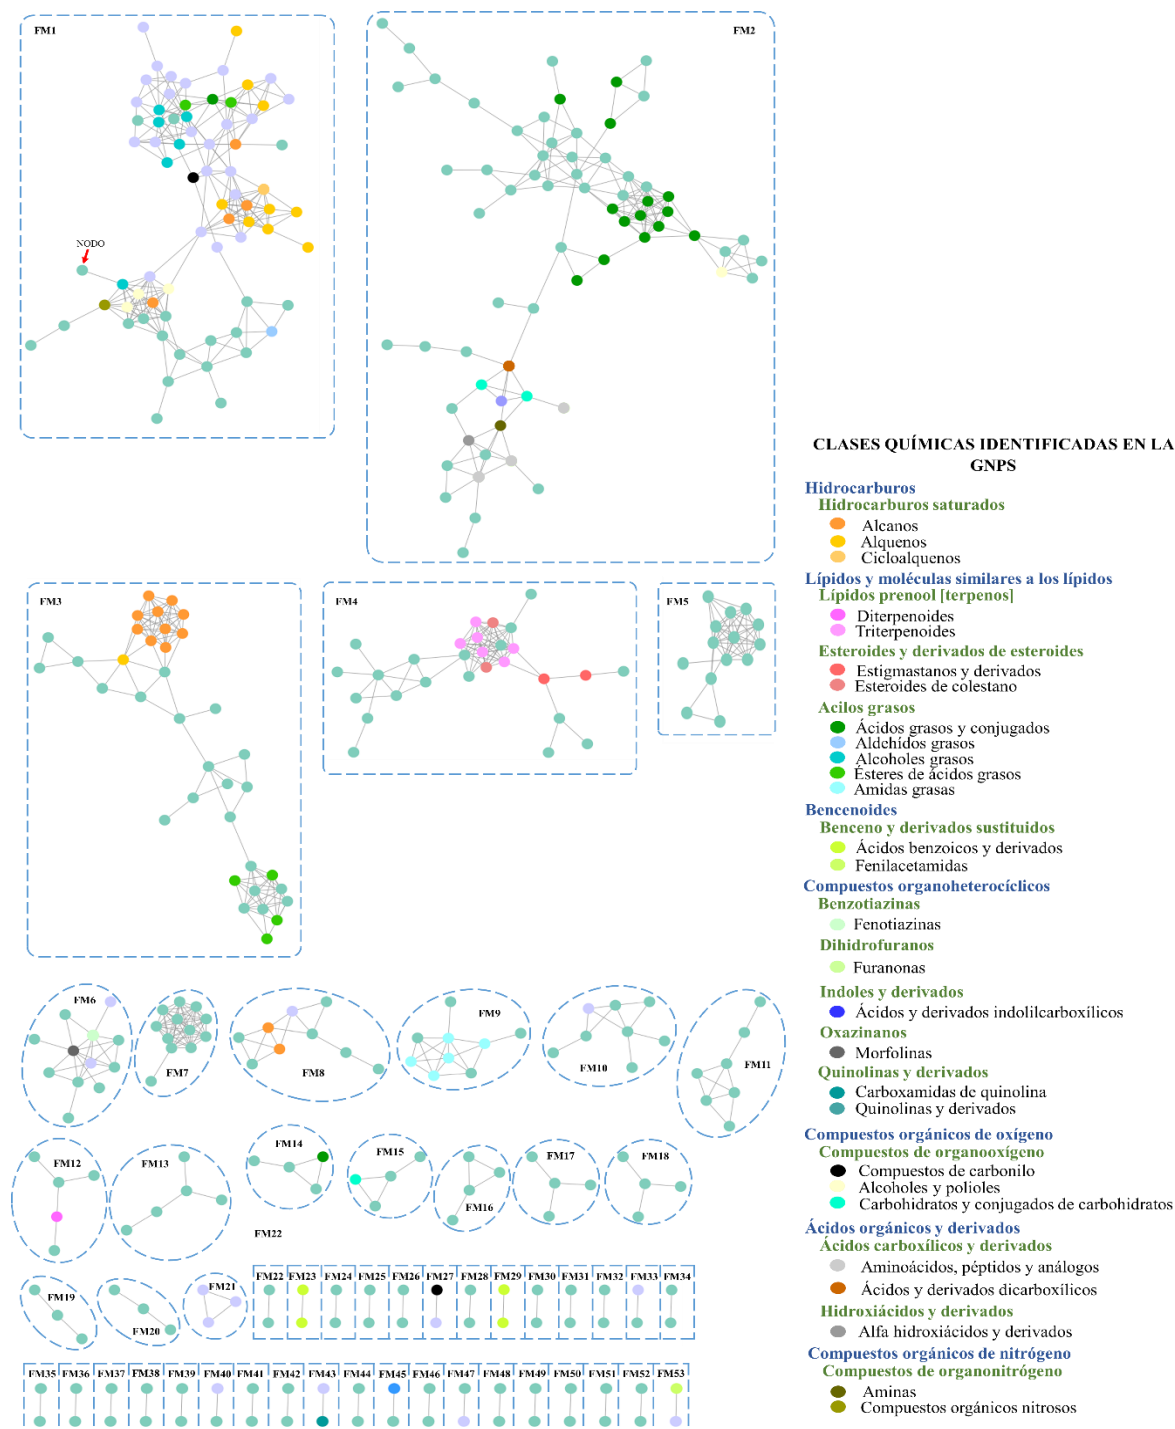 FM1
NODO
FM2
FM3
FM4
FM5
CLASES QUÍMICAS IDENTIFICADAS EN LA
GNPS
Hidrocarburos
Hidrocarburos saturados
Alcanos
Alquenos
Cicloalquenos
Lípidos y moléculas similares a los lípidos
Lípidos prenool [terpenos]
Diterpenoides
Triterpenoides
Esteroides y derivados de esteroides
Estigmastanos y derivados
Esteroides de colestano
Acilos grasos
Ácidos grasos y conjugados
Aldehídos grasos
Alcoholes grasos
Ésteres de ácidos grasos
Amidas grasas
Bencenoides
Benceno y derivados sustituidos
Ácidos benzoicos y derivados
Fenilacetamidas
Compuestos organoheterocíclicos
Benzotiazinas
Fenotiazinas
Dihidrofuranos
Furanonas
Indoles y derivados
Ácidos y derivados indolilcarboxílicos
Oxazinanos
Morfolinas
Quinolinas y derivados
Carboxamidas de quinolina
Quinolinas y derivados
Compuestos orgánicos de oxígeno
Compuestos de organooxígeno
Compuestos de carbonilo
Alcoholes y polioles
Carbohidratos y conjugados de carbohidratos
Ácidos orgánicos y derivados
Ácidos carboxílicos y derivados
Aminoácidos, péptidos y análogos
Ácidos y derivados dicarboxílicos
Hidroxiácidos y derivados
Alfa hidroxiácidos y derivados
Compuestos orgánicos de nitrógeno
Compuestos de organonitrógeno
Aminas
Compuestos orgánicos nitrosos
FM6
FM7
FM8
FM9
FM10
FM11
FM12
FM13
FM14
FM15
FM16
FM17
FM18
FM22
FM19
FM20
FM21
FM22 FM23 FM24 FM25 FM26 FM27 FM28 FM29 FM30 FM31 FM32 FM33 FM34
FM35 FM36 FM37 FM38 FM39 FM40 FM41 FM42 FM43 FM44 FM45 FM46 FM47 FM48 FM49 FM50 FM51 FM52 FM53